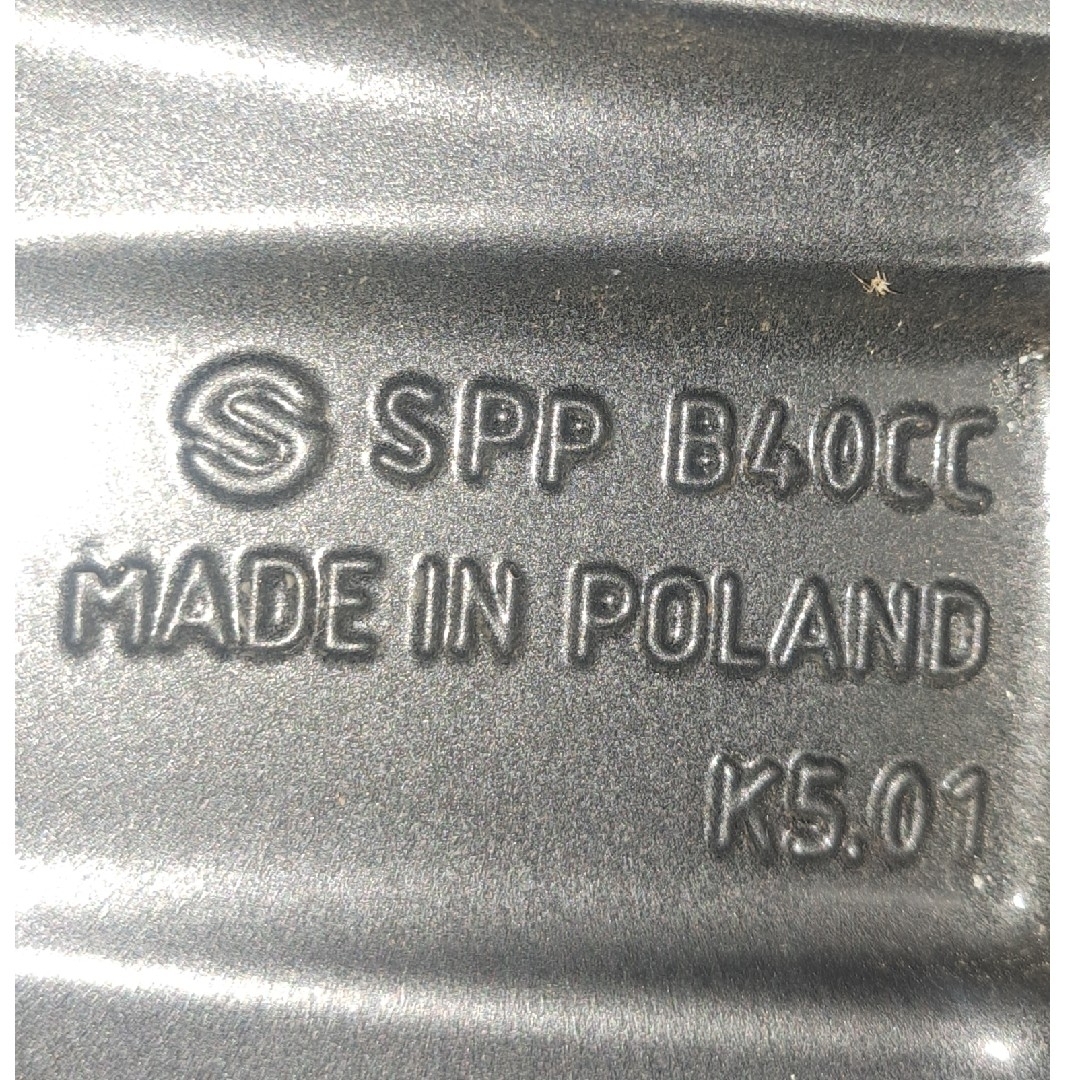 SPP B40CC
MADE IN POLAND
K5.01